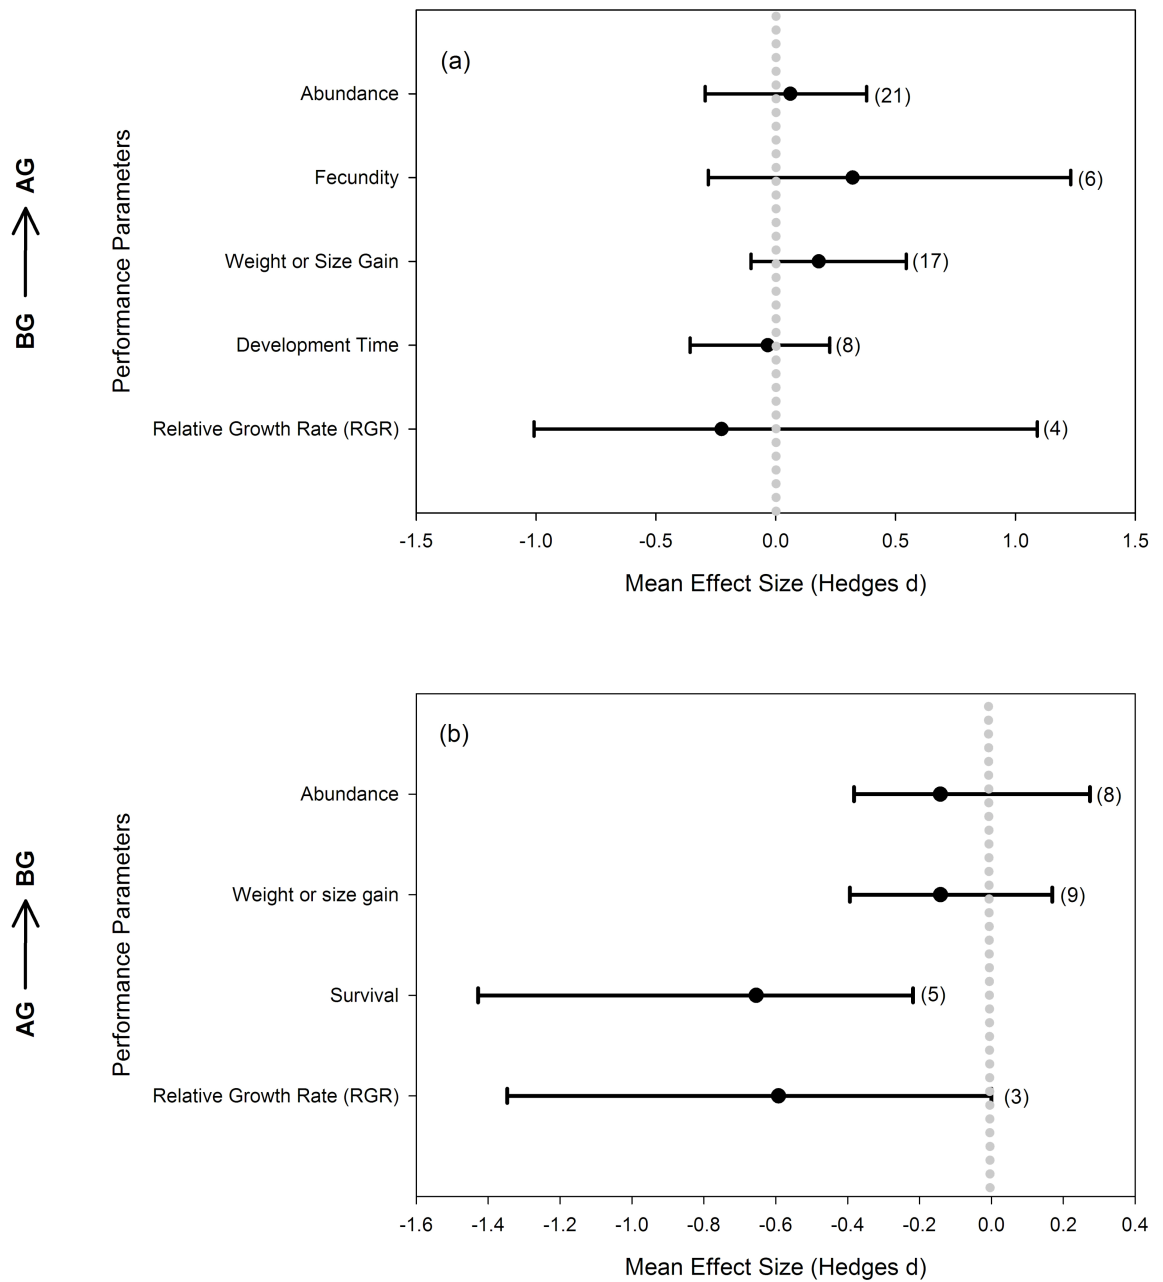 (a)
BG → AG
Performance Parameters
Abundance (21)
Fecundity (6)
Weight or Size Gain (17)
Development Time (8)
Relative Growth Rate (RGR) (4)
-1.5 -1.0 -0.5 0.0 0.5 1.0 1.5
Mean Effect Size (Hedges d)
(b)
AG → BG
Performance Parameters
Abundance (8)
Weight or size gain (9)
Survival (5)
Relative Growth Rate (RGR) (3)
-1.6 -1.4 -1.2 -1.0 -0.8 -0.6 -0.4 -0.2 0.0 0.2 0.4
Mean Effect Size (Hedges d)